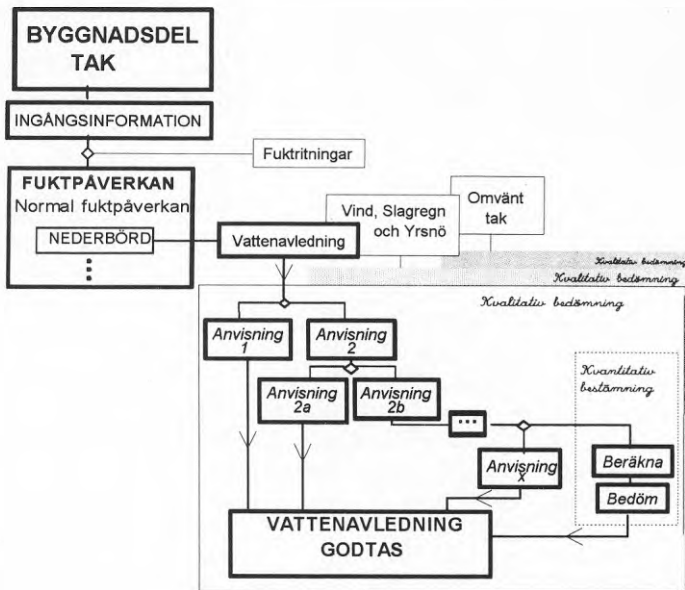 BYGGNADSDEL
TAK
INGÅNGSINFORMATION
Fuktritningar
FUKTPÅVERKAN
Normal fuktpåverkan
NEDERBÖRD
Vattenavledning
Vind, Slagregn
och Yrsnö
Omvänt
tak
Kvalitativ bedömning
Kvalitativ bedömning
Kvalitativ bedömning
Anvisning
1
Anvisning
2
Anvisning
2a
Anvisning
2b
...
Kvantitativ
bestämning
Anvisning
x
Beräkna
Bedöm
VATTENAVLEDNING
GODTAS